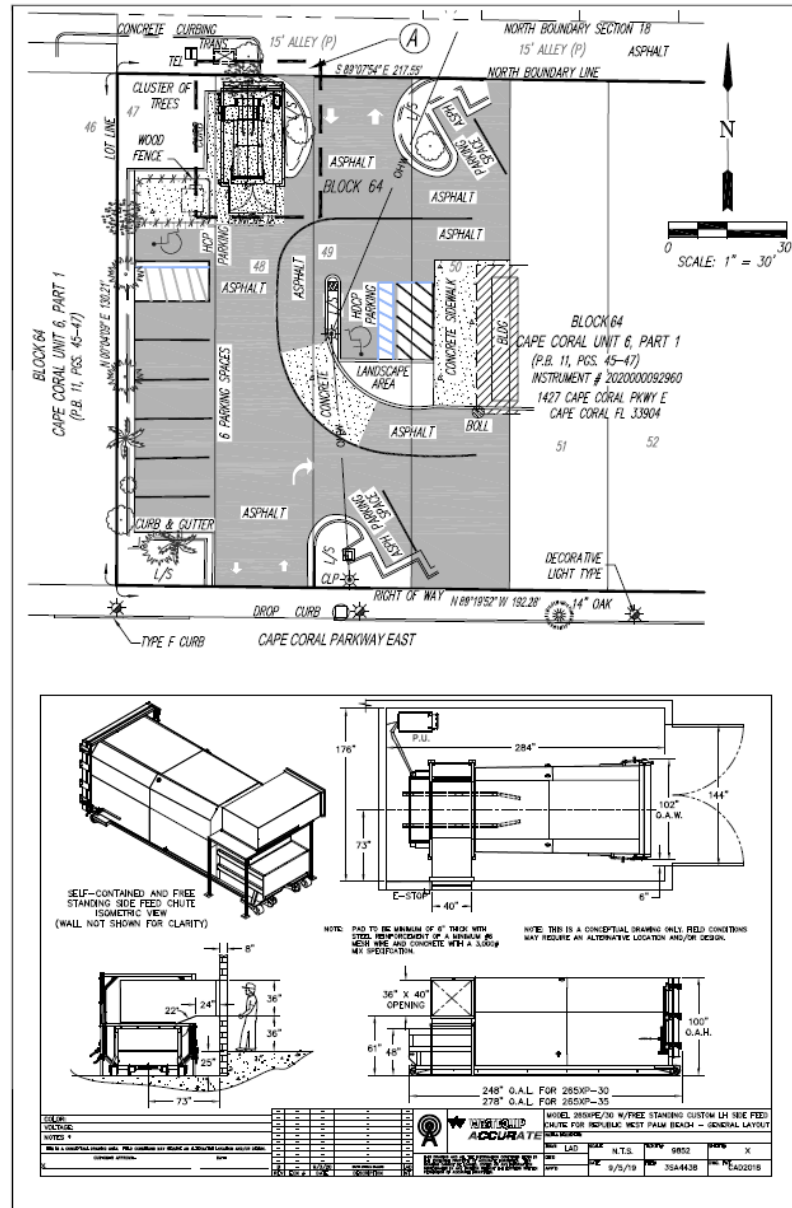 CONCRETE CURBING
TRANS
TEL
15' ALLEY (P)
A
NORTH BOUNDARY SECTION 18
15' ALLEY (P)
ASPHALT
S 89°07'54" E 217.55'
NORTH BOUNDARY LINE
CLUSTER OF
TREES
46
47
LOT LINE
WOOD
FENCE
CURB
L/S
ASPHALT
BLOCK 64
L/S
ASPH
PARKING
SPACE
OHW
ASPHALT
ASPHALT
N
0
30
SCALE: 1" = 30'
HCP
PARKING
48
ASPHALT
ASPHALT
49
L/S
HDCP
PARKING
50
CONCRETE SIDEWALK
BLDG
BLOCK 64
CAPE CORAL UNIT 6, PART 1
(P.B. 11, PGS. 45-47)
N 00°04'09" E 130.21'
BLOCK 64
CAPE CORAL UNIT 6, PART 1
(P.B. 11, PGS. 45-47)
INSTRUMENT # 2020000092960
1427 CAPE CORAL PKWY E
CAPE CORAL FL 33904
6 PARKING SPACES
CONCRETE
LANDSCAPE
AREA
OHW
ASPHALT
BOLL
51
52
ASPHALT
ASPH PARKING
SPACE
CURB & GUTTER
L/S
L/S
CLP
DECORATIVE
LIGHT TYPE
RIGHT OF WAY
N 89°19'52" W 192.28'
14" OAK
DROP CURB
TYPE F CURB
CAPE CORAL PARKWAY EAST
SELF-CONTAINED AND FREE
STANDING SIDE FEED CHUTE
ISOMETRIC VIEW
(WALL NOT SHOWN FOR CLARITY)
P.U.
176"
284"
144"
102"
O.A.W.
73"
E-STOP
40"
6"
NOTE: PAD TO BE MINIMUM OF 6" THICK WITH
STEEL REINFORCEMENT OF A MINIMUM #6
MESH WIRE AND CONCRETE WITH A 3,000#
MIX SPECIFICATION.
NOTE: THIS IS A CONCEPTUAL DRAWING ONLY. FIELD CONDITIONS
MAY REQUIRE AN ALTERNATIVE LOCATION AND/OR DESIGN.
8"
24"
22"
36"
36"
25"
73"
36" X 40"
OPENING
61"
48"
100"
O.A.H.
248" O.A.L. FOR 265XP-30
278" O.A.L. FOR 265XP-35
COLOR:
VOLTAGE:
NOTES
WASTEQUIP
ACCURATE
MODEL 265XPE/30 W/FREE STANDING CUSTOM LH SIDE FEED
CHUTE FOR REPUBLIC WEST PALM BEACH - GENERAL LAYOUT
LAD
N.T.S.
9852
X
9/5/19
3SA4438
CAD2018